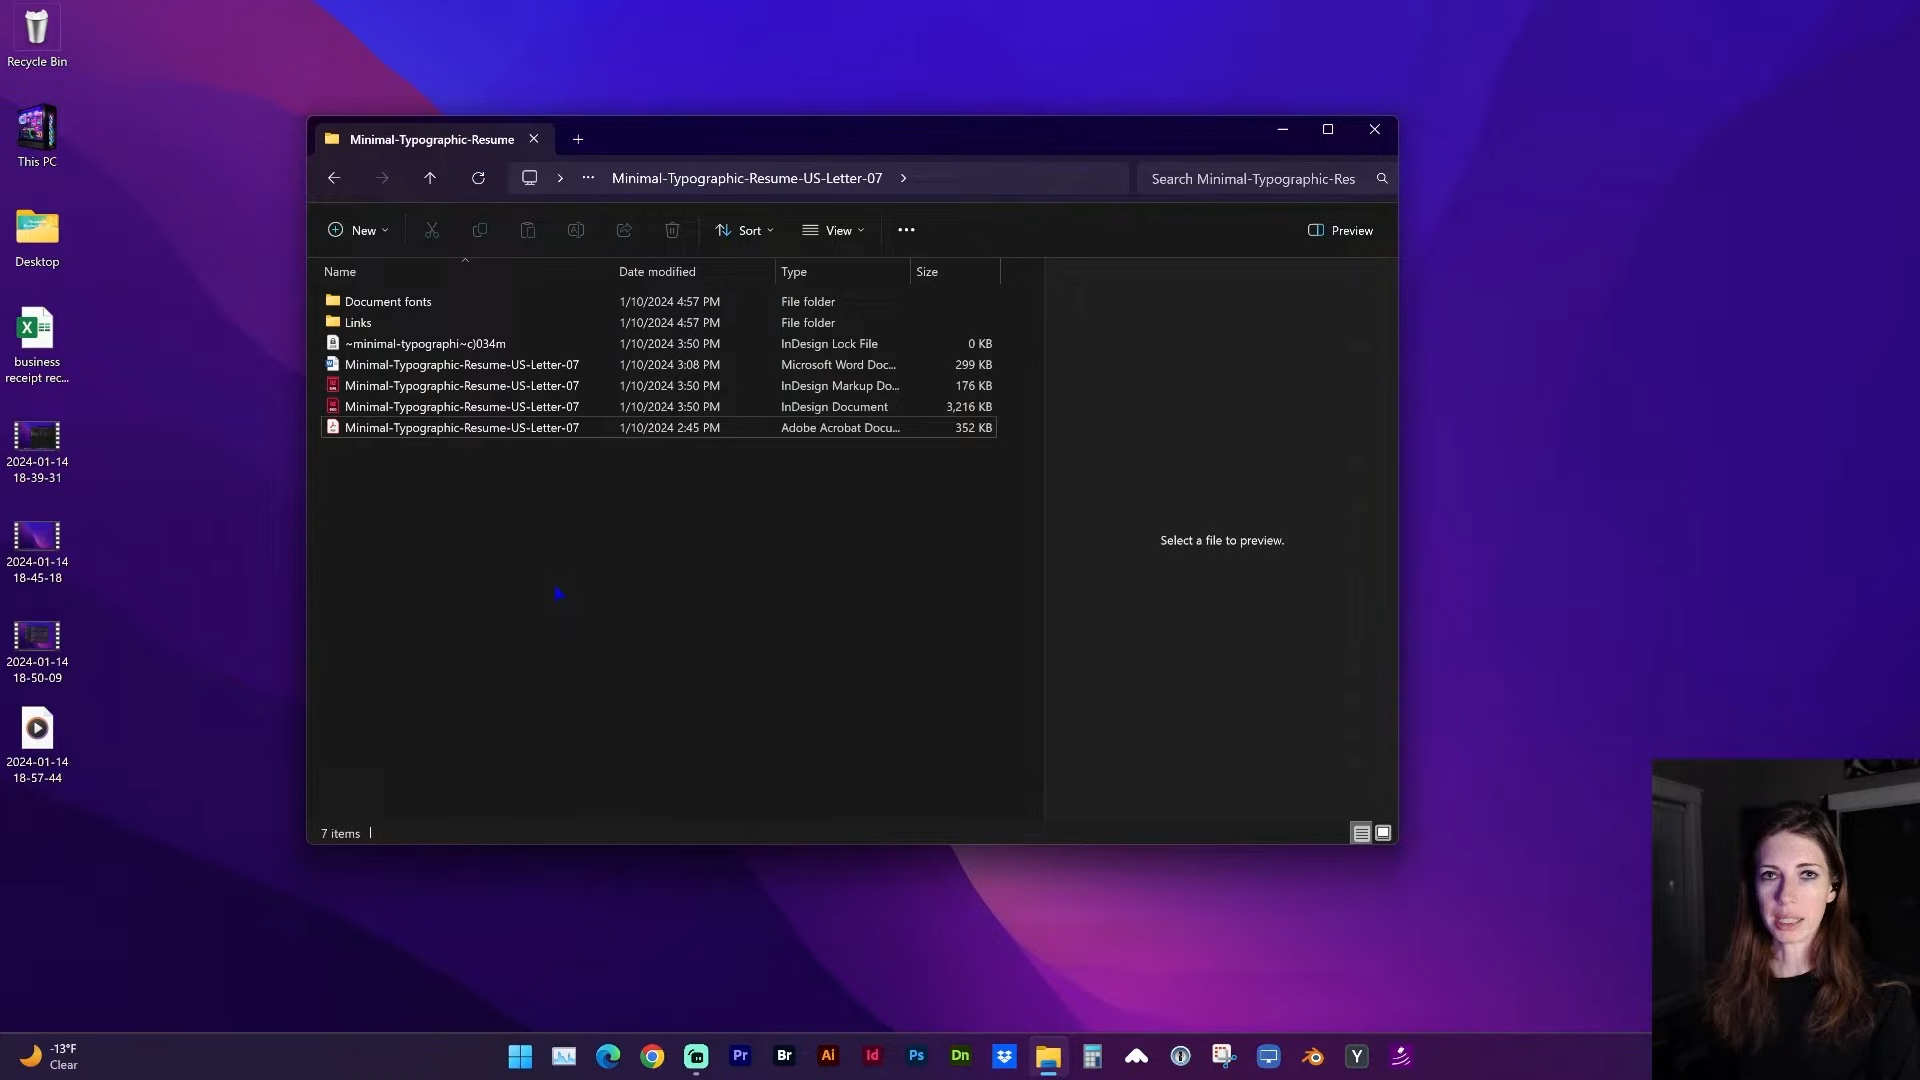 Recycle Bin
This PC
Desktop
business
receipt rec...
2024-01-14
18-39-31
2024-01-14
18-45-18
2024-01-14
18-50-09
2024-01-14
18-57-44
Minimal-Typographic-Resume
Minimal-Typographic-Resume-US-Letter-07
Search Minimal-Typographic-Res
New
Sort
View
Preview
Name Date modified Type Size
Document fonts 1/10/2024 4:57 PM File folder
Links 1/10/2024 4:57 PM File folder
~minimal-typographi~c)034m 1/10/2024 3:50 PM InDesign Lock File 0 KB
Minimal-Typographic-Resume-US-Letter-07 1/10/2024 3:08 PM Microsoft Word Doc... 299 KB
Minimal-Typographic-Resume-US-Letter-07 1/10/2024 3:50 PM InDesign Markup Do... 176 KB
Minimal-Typographic-Resume-US-Letter-07 1/10/2024 3:50 PM InDesign Document 3,216 KB
Minimal-Typographic-Resume-US-Letter-07 1/10/2024 2:45 PM Adobe Acrobat Docu... 352 KB
Select a file to preview.
7 items
-13°F
Clear
Pr Br Ai Id Ps Dn Y